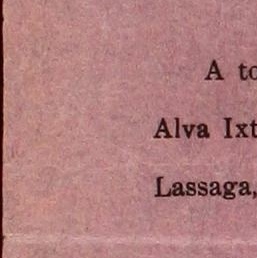 A to
Alva Ixt
Lassaga,